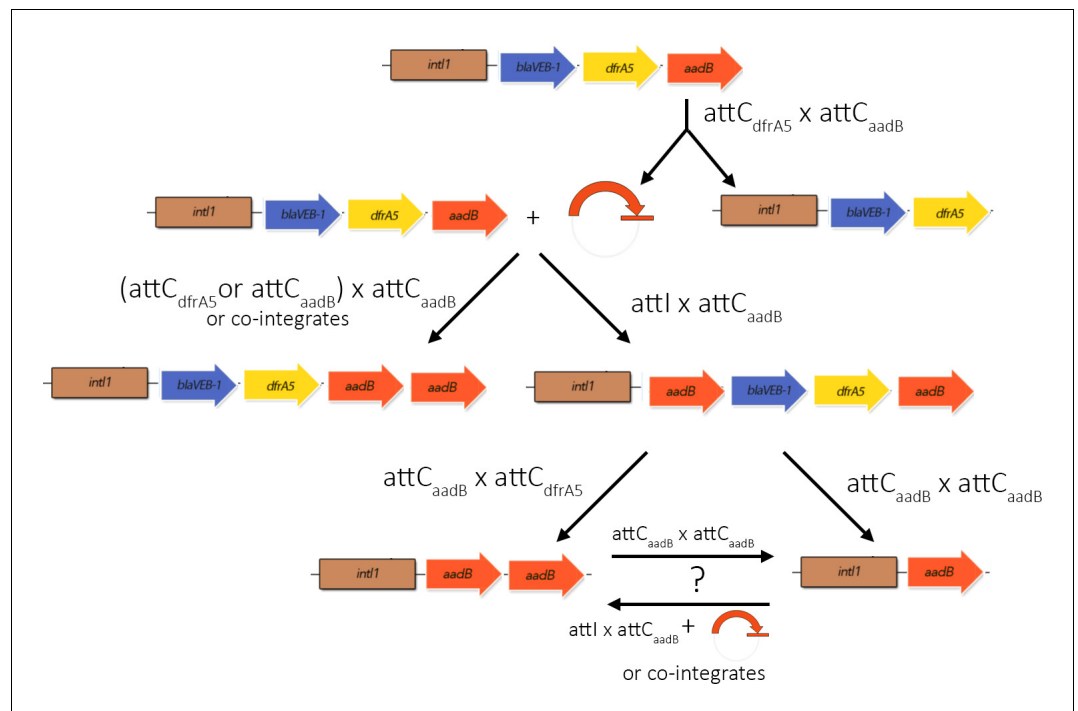 intI1 blaVEB-1 dfrA5 aadB
attCdfrA5 x attCaadB
intI1 blaVEB-1 dfrA5 aadB + intI1 blaVEB-1 dfrA5
(attCdfrA5 or attCaadB) x attCaadB
or co-integrates
attI x attCaadB
intI1 blaVEB-1 dfrA5 aadB aadB
intI1 aadB blaVEB-1 dfrA5 aadB
attCaadB x attCdfrA5
attCaadB x attCaadB
intI1 aadB aadB
attCaadB x attCaadB
?
attI x attCaadB +
or co-integrates
intI1 aadB